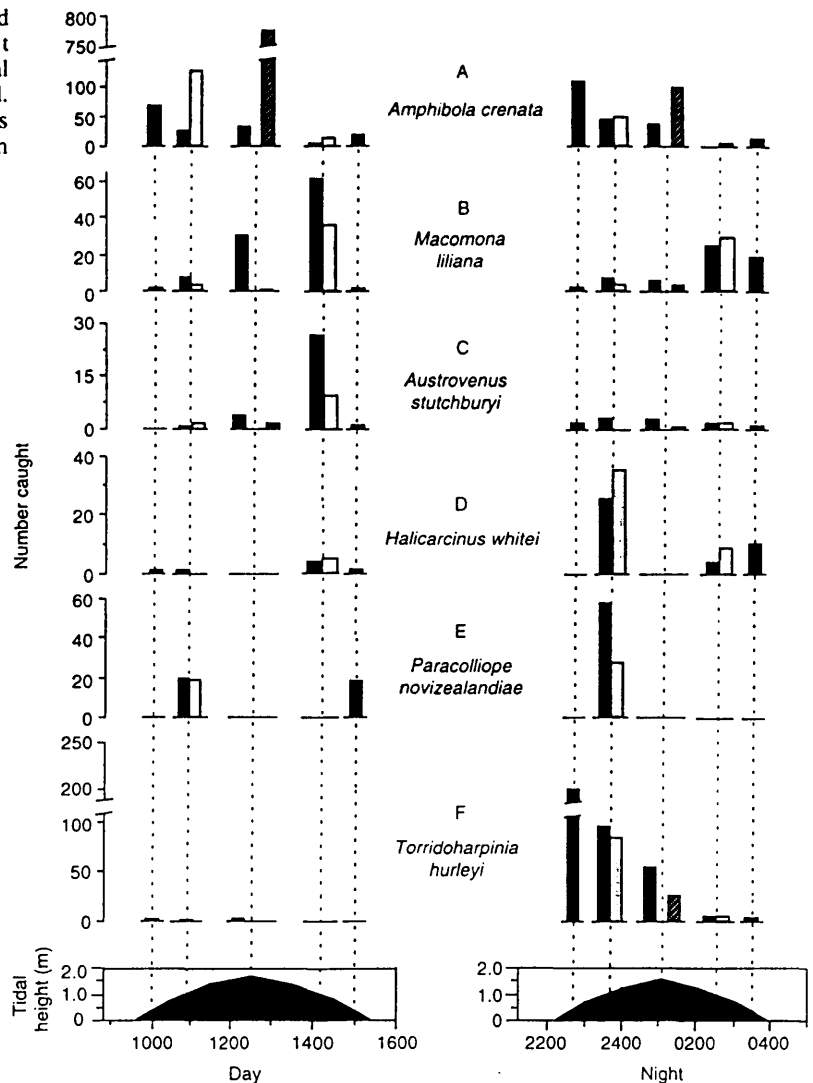 d
t
al
l.
s
n
800
750
100
50
0
A
Amphibola crenata
60
40
20
0
B
Macomona
liliana
30
15
0
C
Austrovenus
stutchburyi
Number caught
40
20
0
D
Halicarcinus whitei
60
40
20
0
E
Paracolliope
novizealandiae
250
200
100
50
0
F
Torridoharpinia
hurleyi
Tidal
height (m)
2.0
1.0
0
2.0
1.0
0
1000 1200 1400 1600
2200 2400 0200 0400
Day
Night